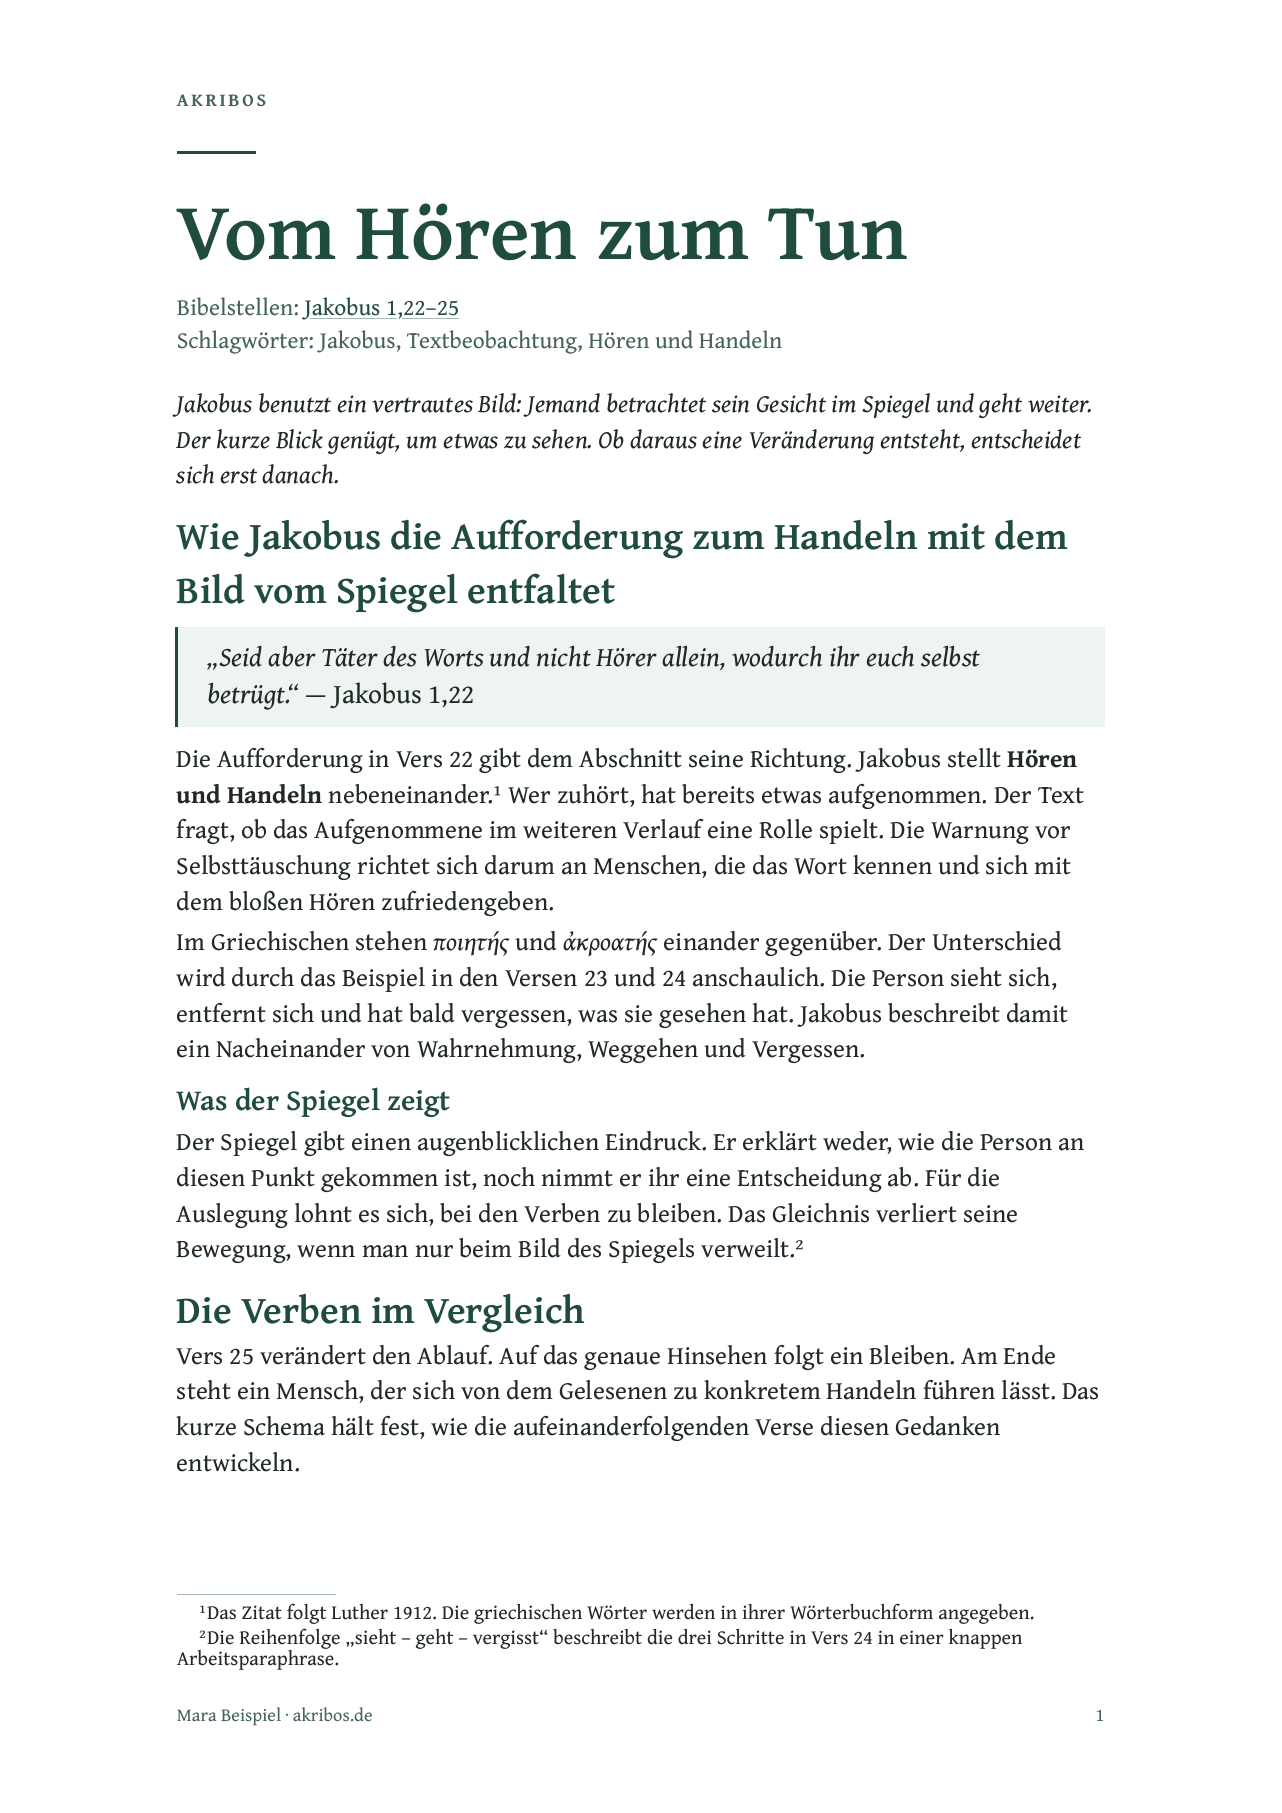 AKRIBOS
Vom Hören zum Tun
Bibelstellen: Jakobus 1,22–25
Schlagwörter: Jakobus, Textbeobachtung, Hören und Handeln
Jakobus benutzt ein vertrautes Bild: Jemand betrachtet sein Gesicht im Spiegel und geht weiter.
Der kurze Blick genügt, um etwas zu sehen. Ob daraus eine Veränderung entsteht, entscheidet
sich erst danach.
Wie Jakobus die Aufforderung zum Handeln mit dem
Bild vom Spiegel entfaltet
„Seid aber Täter des Worts und nicht Hörer allein, wodurch ihr euch selbst
betrügt.“ — Jakobus 1,22
Die Aufforderung in Vers 22 gibt dem Abschnitt seine Richtung. Jakobus stellt Hören
und Handeln nebeneinander.¹ Wer zuhört, hat bereits etwas aufgenommen. Der Text
fragt, ob das Aufgenommene im weiteren Verlauf eine Rolle spielt. Die Warnung vor
Selbsttäuschung richtet sich darum an Menschen, die das Wort kennen und sich mit
dem bloßen Hören zufriedengeben.
Im Griechischen stehen ποιητής und ἀκροατής einander gegenüber. Der Unterschied
wird durch das Beispiel in den Versen 23 und 24 anschaulich. Die Person sieht sich,
entfernt sich und hat bald vergessen, was sie gesehen hat. Jakobus beschreibt damit
ein Nacheinander von Wahrnehmung, Weggehen und Vergessen.
Was der Spiegel zeigt
Der Spiegel gibt einen augenblicklichen Eindruck. Er erklärt weder, wie die Person an
diesen Punkt gekommen ist, noch nimmt er ihr eine Entscheidung ab. Für die
Auslegung lohnt es sich, bei den Verben zu bleiben. Das Gleichnis verliert seine
Bewegung, wenn man nur beim Bild des Spiegels verweilt.²
Die Verben im Vergleich
Vers 25 verändert den Ablauf. Auf das genaue Hinsehen folgt ein Bleiben. Am Ende
steht ein Mensch, der sich von dem Gelesenen zu konkretem Handeln führen lässt. Das
kurze Schema hält fest, wie die aufeinanderfolgenden Verse diesen Gedanken
entwickeln.
¹Das Zitat folgt Luther 1912. Die griechischen Wörter werden in ihrer Wörterbuchform angegeben.
²Die Reihenfolge „sieht – geht – vergisst“ beschreibt die drei Schritte in Vers 24 in einer knappen
Arbeitsparaphrase.
Mara Beispiel · akribos.de 1